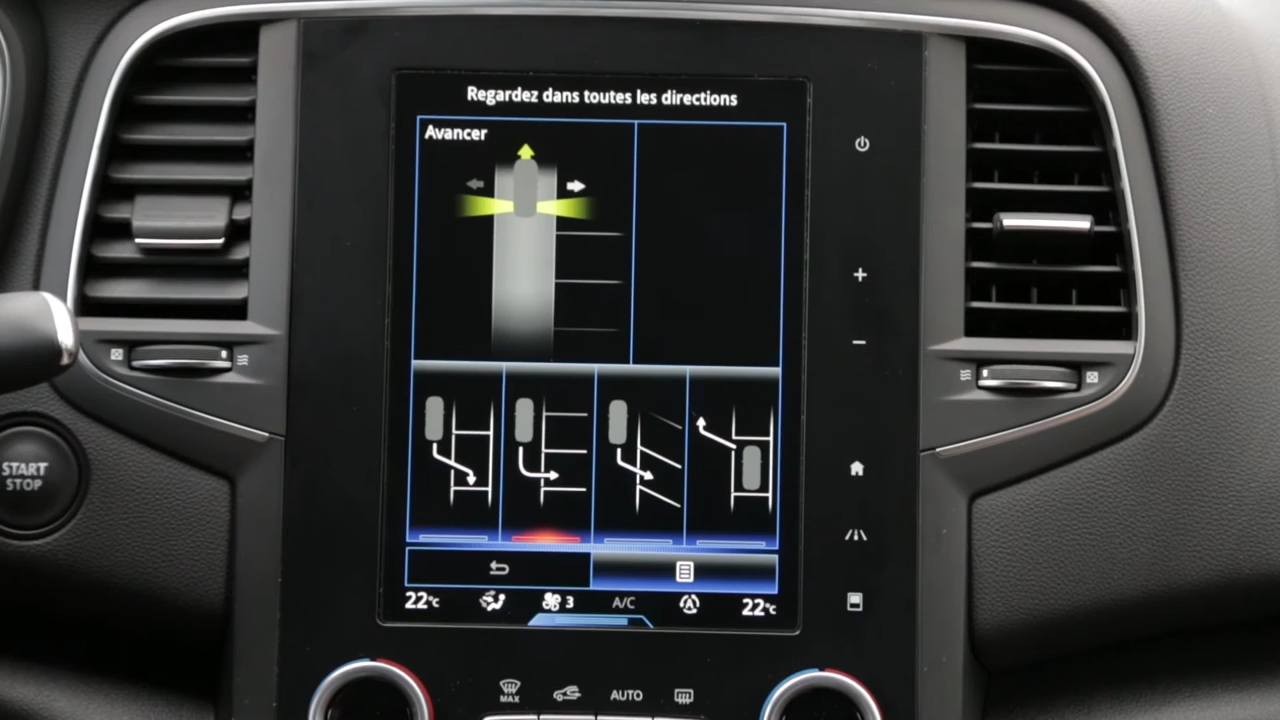 Regardez dans toutes les directions
Avancer
START
STOP
22°c
3
A/C
A
22°c
MAX
AUTO